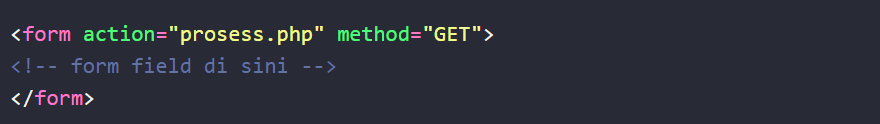 <form action="prosess.php" method="GET">
<!-- form field di sini -->
</form>